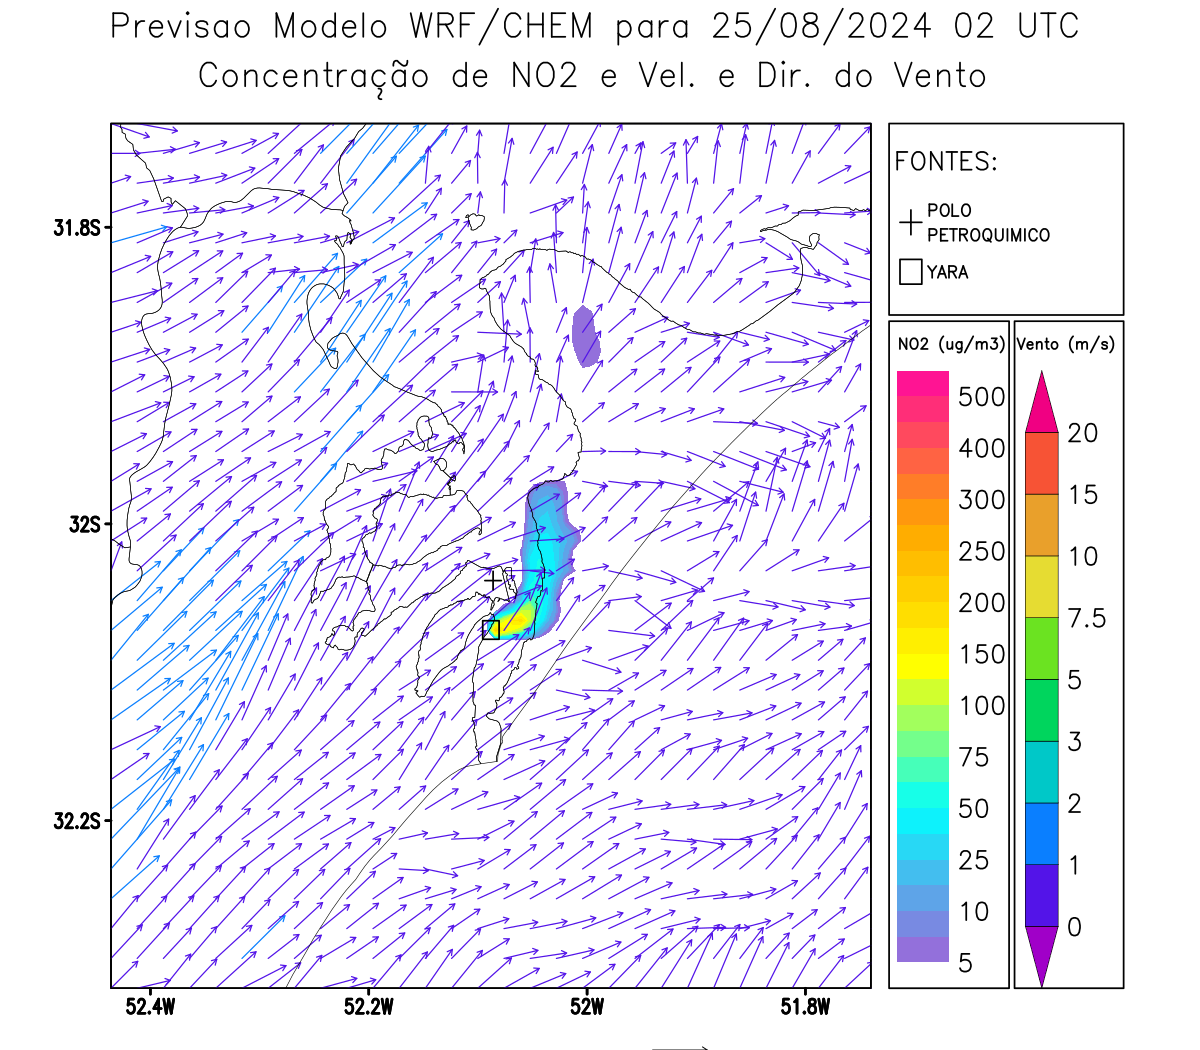 Previsao Modelo WRF/CHEM para 25/08/2024 02 UTC
Concentração de NO2 e Vel. e Dir. do Vento
31.8S
32S
32.2S
52.4W
52.2W
52W
51.8W
FONTES:
POLO
PETROQUIMICO
YARA
NO2 (ug/m3)
500
400
300
250
200
150
100
75
50
25
10
5
Vento (m/s)
20
15
10
7.5
5
3
2
1
0